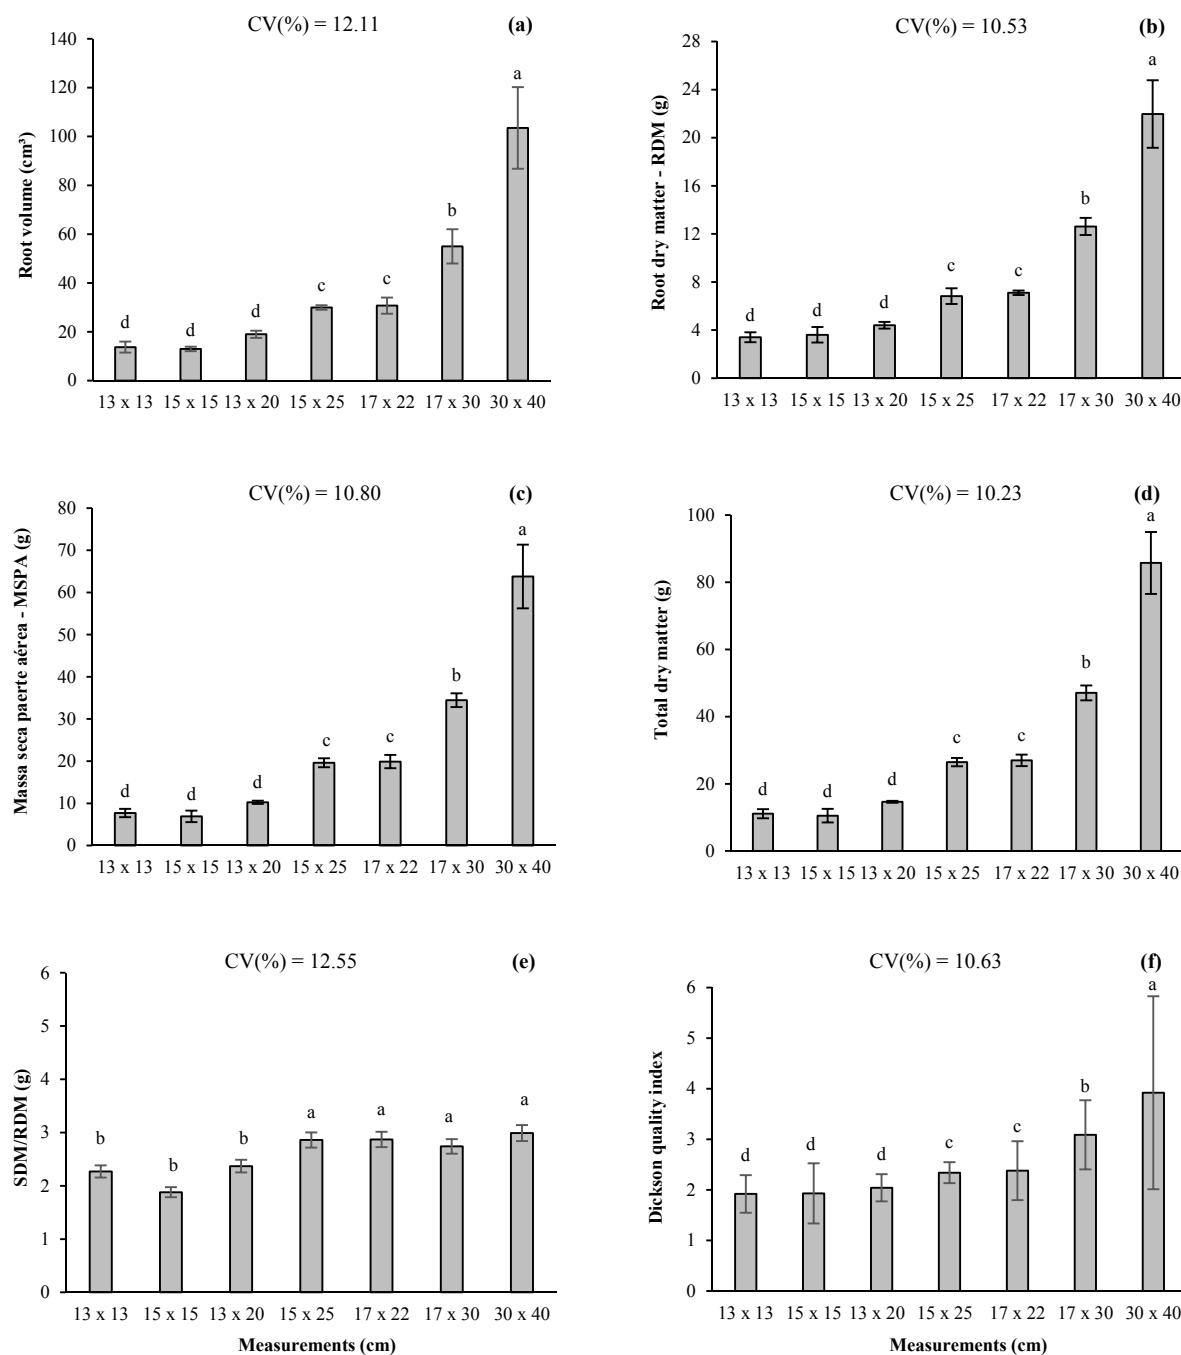 CV(%) = 12.11 (a)
140
120
100
80
60
40
20
0
Root volume (cm³)
d d d c c b a
13 x 13 15 x 15 13 x 20 15 x 25 17 x 22 17 x 30 30 x 40
CV(%) = 10.53 (b)
28
24
20
16
12
8
4
0
Root dry matter - RDM (g)
d d d c c b a
13 x 13 15 x 15 13 x 20 15 x 25 17 x 22 17 x 30 30 x 40
CV(%) = 10.80 (c)
80
70
60
50
40
30
20
10
0
Massa seca paerte aérea - MSPA (g)
d d d c c b a
13 x 13 15 x 15 13 x 20 15 x 25 17 x 22 17 x 30 30 x 40
CV(%) = 10.23 (d)
100
80
60
40
20
0
Total dry matter (g)
d d d c c b a
13 x 13 15 x 15 13 x 20 15 x 25 17 x 22 17 x 30 30 x 40
CV(%) = 12.55 (e)
6
5
4
3
2
1
0
SDM/RDM (g)
b b b a a a a
13 x 13 15 x 15 13 x 20 15 x 25 17 x 22 17 x 30 30 x 40
Measurements (cm)
CV(%) = 10.63 (f)
6
5
4
3
2
1
0
Dickson quality index
d d d c c b a
13 x 13 15 x 15 13 x 20 15 x 25 17 x 22 17 x 30 30 x 40
Measurements (cm)